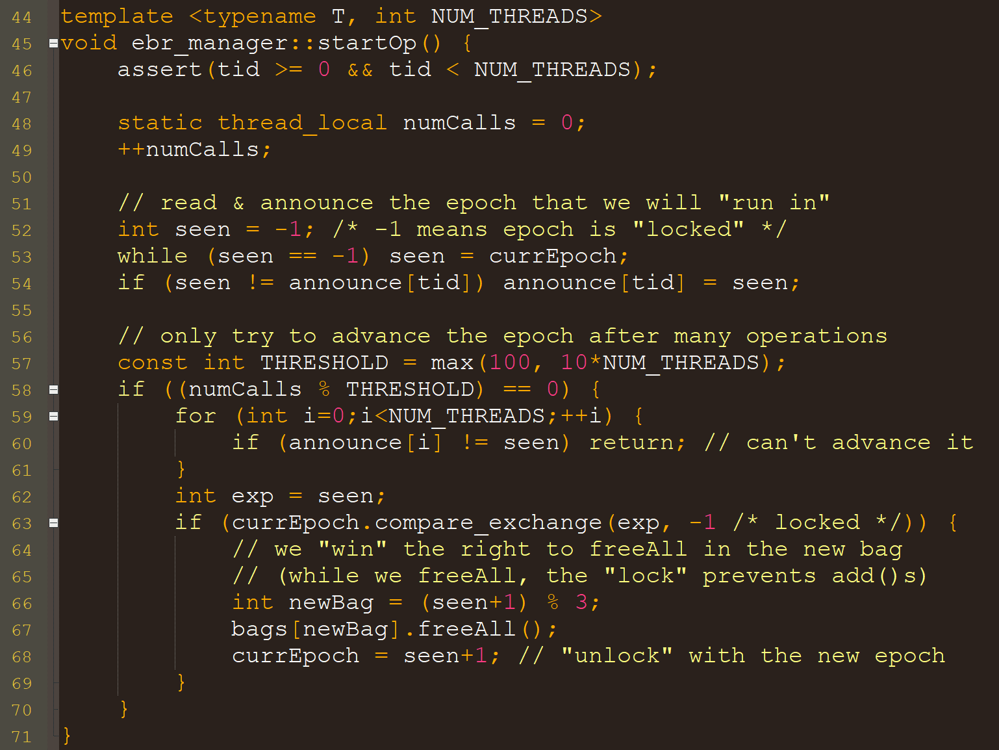 44 template <typename T, int NUM_THREADS>
45 void ebr_manager::startOp() {
46     assert(tid >= 0 && tid < NUM_THREADS);
47
48     static thread_local numCalls = 0;
49     ++numCalls;
50
51     // read & announce the epoch that we will "run in"
52     int seen = -1; /* -1 means epoch is "locked" */
53     while (seen == -1) seen = currEpoch;
54     if (seen != announce[tid]) announce[tid] = seen;
55
56     // only try to advance the epoch after many operations
57     const int THRESHOLD = max(100, 10*NUM_THREADS);
58     if ((numCalls % THRESHOLD) == 0) {
59         for (int i=0;i<NUM_THREADS;++i) {
60             if (announce[i] != seen) return; // can't advance it
61         }
62         int exp = seen;
63         if (currEpoch.compare_exchange(exp, -1 /* locked */)) {
64             // we "win" the right to freeAll in the new bag
65             // (while we freeAll, the "lock" prevents add()s)
66             int newBag = (seen+1) % 3;
67             bags[newBag].freeAll();
68             currEpoch = seen+1; // "unlock" with the new epoch
69         }
70     }
71 }